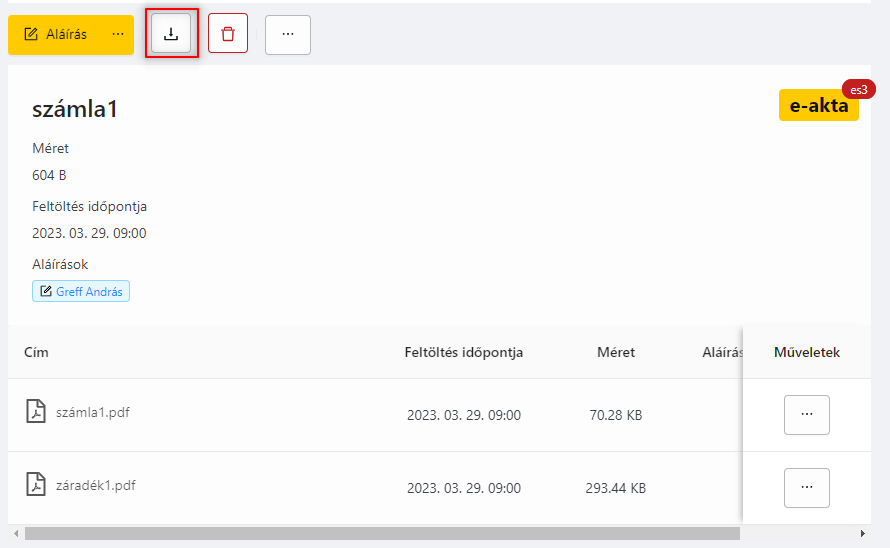 Aláírás ...
...
számla1
es3
e-akta
Méret
604 B
Feltöltés időpontja
2023. 03. 29. 09:00
Aláírások
Greff András
Cím Feltöltés időpontja Méret Aláírás Műveletek
számla1.pdf 2023. 03. 29. 09:00 70.28 KB ...
záradék1.pdf 2023. 03. 29. 09:00 293.44 KB ...